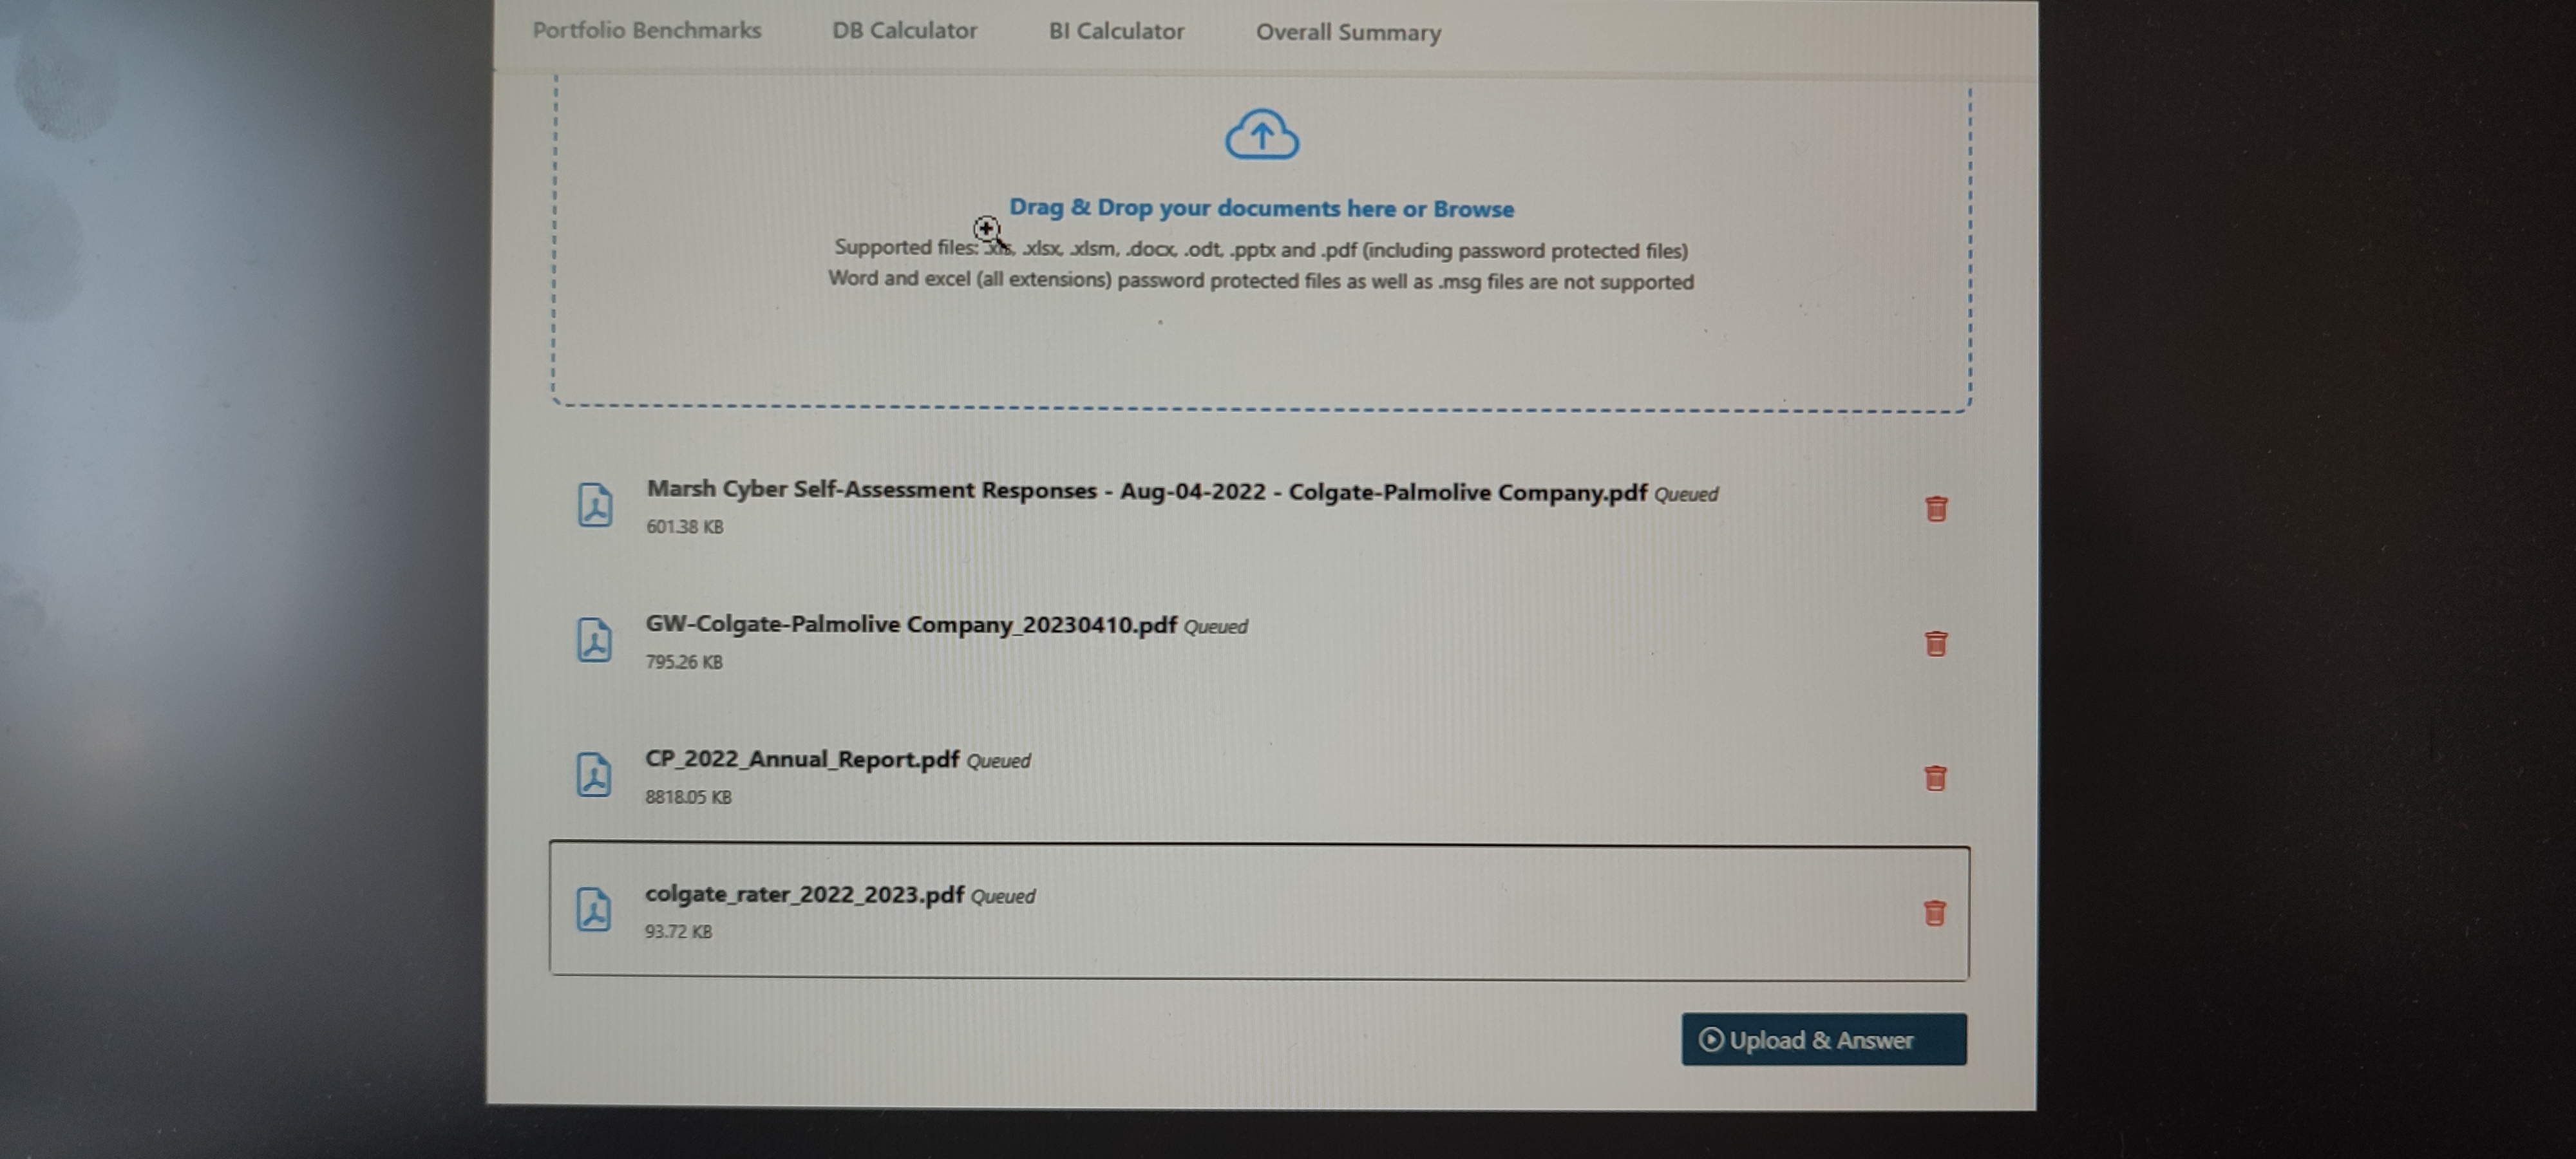 Portfolio Benchmarks DB Calculator BI Calculator Overall Summary
Drag & Drop your documents here or Browse
Supported files: .xls, .xlsx, .xlsm, .docx, .odt, .pptx and .pdf (including password protected files)
Word and excel (all extensions) password protected files as well as .msg files are not supported
Marsh Cyber Self-Assessment Responses - Aug-04-2022 - Colgate-Palmolive Company.pdf Queued
601.38 KB
GW-Colgate-Palmolive Company_20230410.pdf Queued
795.26 KB
CP_2022_Annual_Report.pdf Queued
8818.05 KB
colgate_rater_2022_2023.pdf Queued
93.72 KB
Upload & Answer